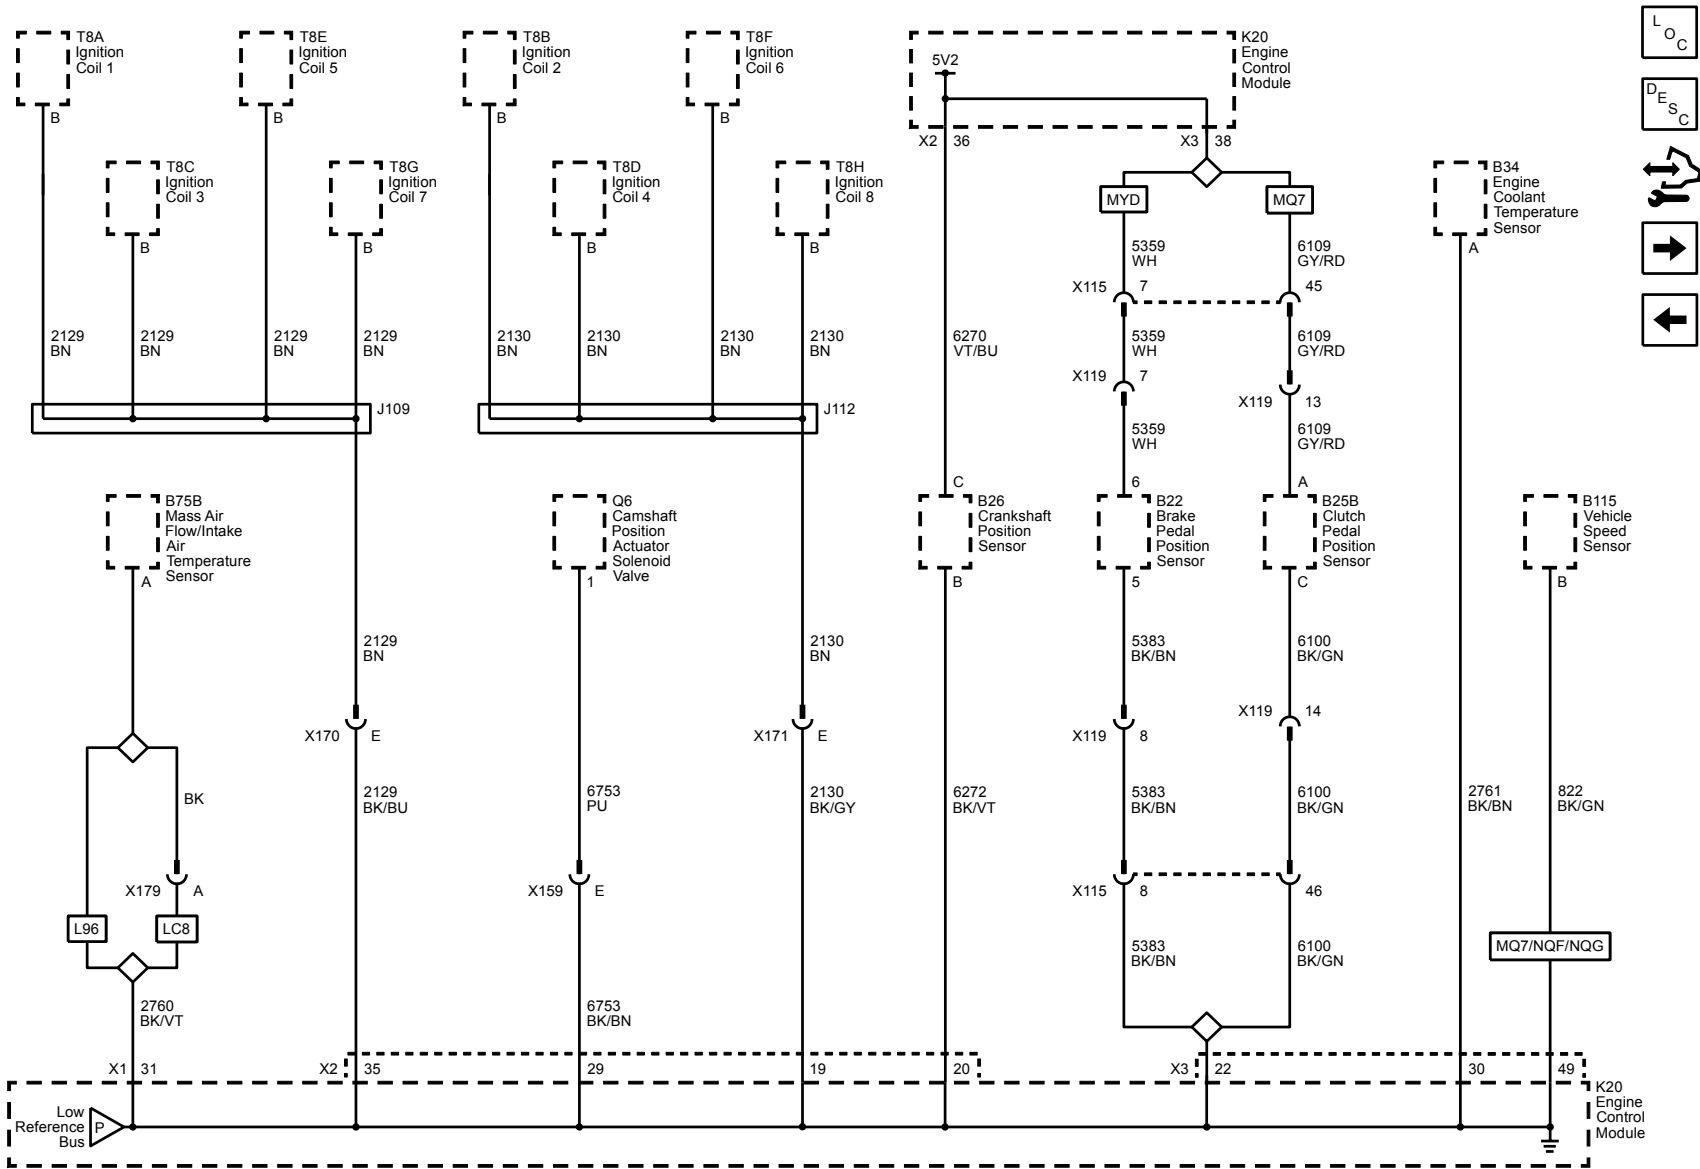 T8A
Ignition
Coil 1
B
T8E
Ignition
Coil 5
B
T8B
Ignition
Coil 2
B
T8F
Ignition
Coil 6
B
K20
Engine
Control
Module
5V2
X2 36
X3 38
L
O
C
D
E
S
C
T8C
Ignition
Coil 3
B
T8G
Ignition
Coil 7
B
T8D
Ignition
Coil 4
B
T8H
Ignition
Coil 8
B
MYD
MQ7
B34
Engine
Coolant
Temperature
Sensor
A
5359
WH
6109
GY/RD
X115 7
45
2129
BN
2129
BN
2129
BN
2129
BN
2130
BN
2130
BN
2130
BN
2130
BN
6270
VT/BU
5359
WH
6109
GY/RD
X119 7
X119 13
J109
J112
5359
WH
6109
GY/RD
B75B
Mass Air
Flow/Intake
Air
Temperature
Sensor
A
Q6
Camshaft
Position
Actuator
Solenoid
Valve
1
C
B26
Crankshaft
Position
Sensor
B
6
B22
Brake
Pedal
Position
Sensor
5
A
B25B
Clutch
Pedal
Position
Sensor
C
B115
Vehicle
Speed
Sensor
B
2129
BN
2130
BN
5383
BK/BN
6100
BK/GN
X170 E
X171 E
X119 8
X119 14
BK
2129
BK/BU
6753
PU
2130
BK/GY
6272
BK/VT
5383
BK/BN
6100
BK/GN
2761
BK/BN
822
BK/GN
X179 A
X159 E
X115 8
46
L96
LC8
5383
BK/BN
6100
BK/GN
MQ7/NQF/NQG
2760
BK/VT
6753
BK/BN
X1 31
X2 35
29
19
20
X3 22
30
49
Low
Reference
Bus
P
K20
Engine
Control
Module